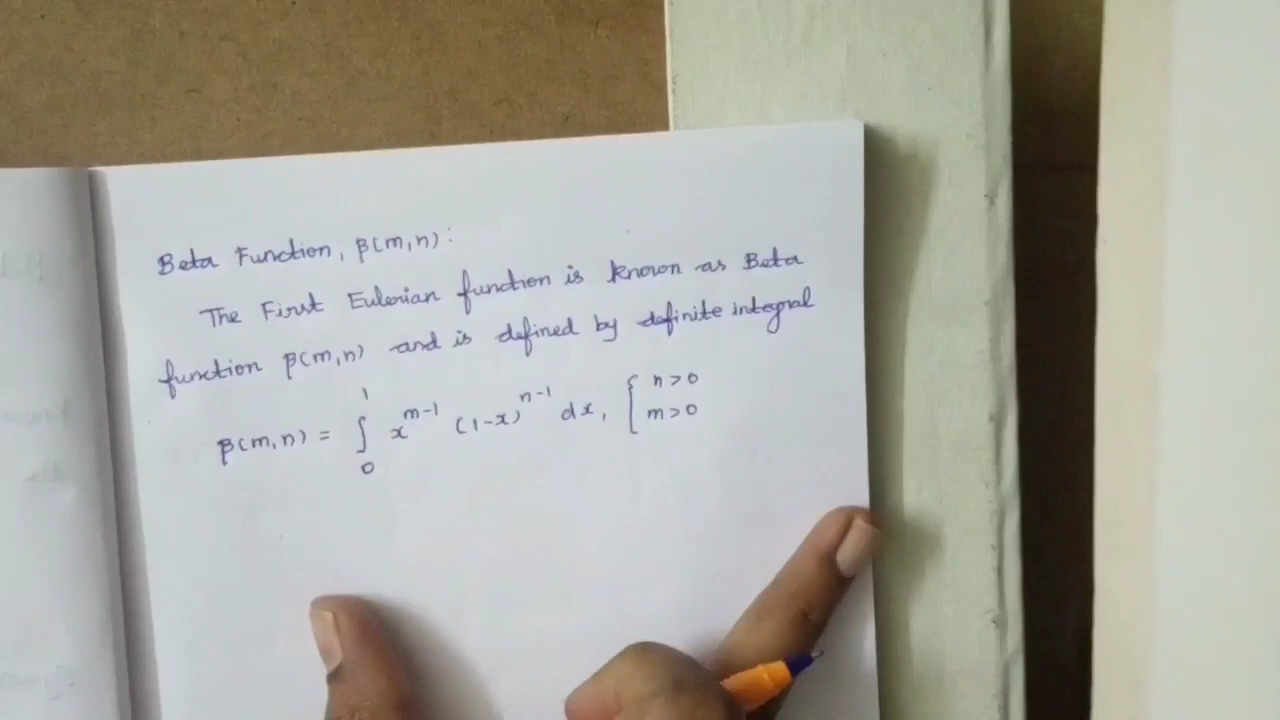 Beta Function, β(m,n):
The First Eulerian function is known as Beta
function β(m,n) and is defined by definite integral
β(m,n) = ∫₀¹ x^{m-1} (1-x)^{n-1} dx, { n>0 m>0